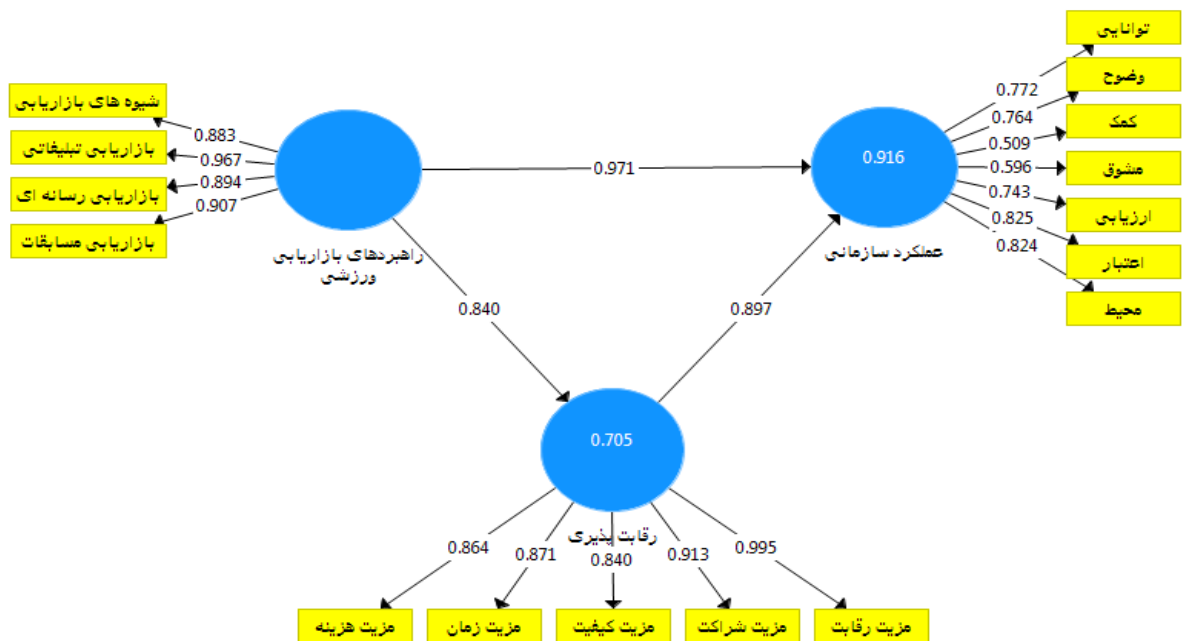 شیوه های بازاریابی
بازاریابی تبلیغاتی
بازاریابی رسانه ای
بازاریابی مسابقات
0.883
0.967
0.894
0.907
راهبردهای بازاریابی
ورزشی
0.971
0.840
0.897
0.916
عملکرد سازمانی
0.772
0.764
0.509
0.596
0.743
0.825
0.824
توانایی
وضوح
کمک
مشوق
ارزیابی
اعتبار
محیط
0.705
رقابت پذیری
0.864
0.871
0.840
0.913
0.995
مزیت هزینه
مزیت زمان
مزیت کیفیت
مزیت شراکت
مزیت رقابت